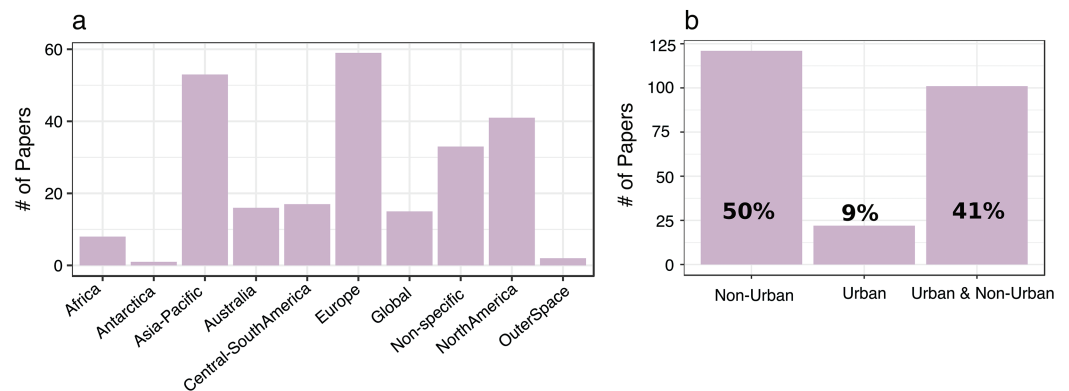 a
# of Papers
60
40
20
0
Africa
Antarctica
Asia-Pacific
Australia
Central-SouthAmerica
Europe
Global
Non-specific
NorthAmerica
OuterSpace
b
# of Papers
125
100
75
50
25
0
50%
9%
41%
Non-Urban
Urban
Urban & Non-Urban